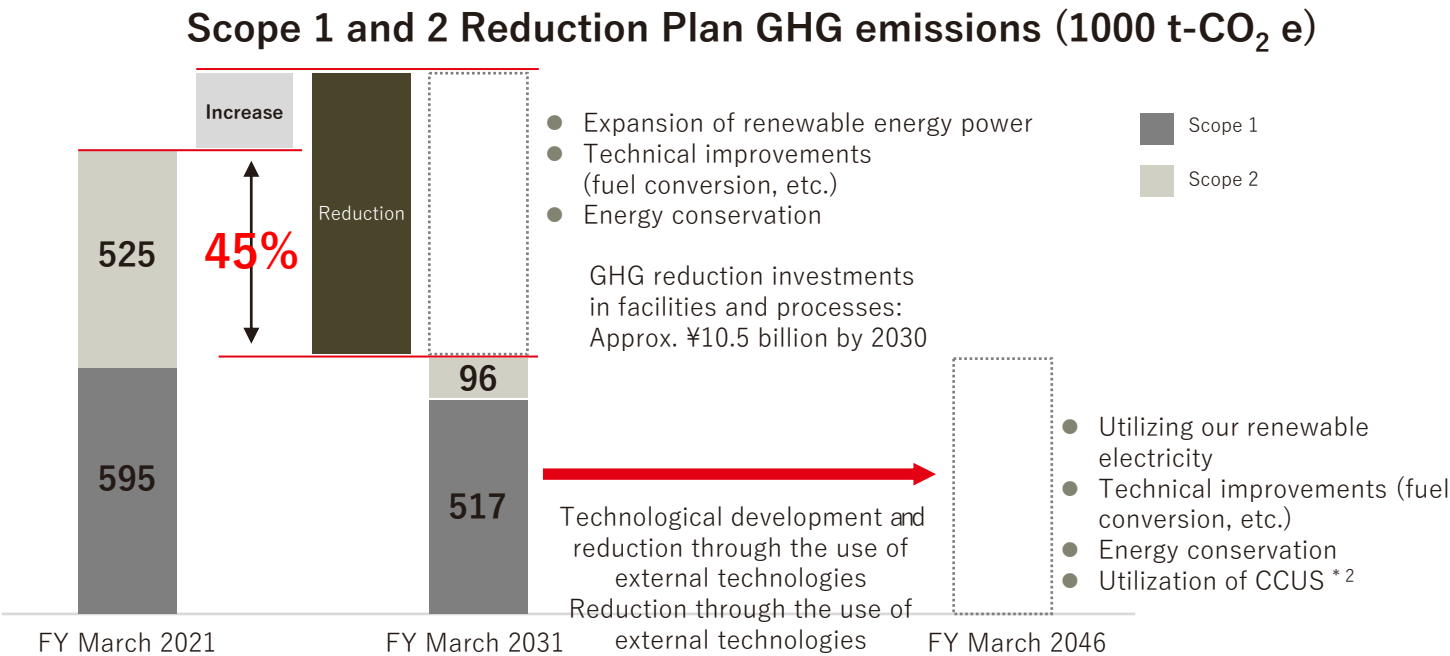 Scope 1 and 2 Reduction Plan GHG emissions (1000 t-CO₂ e)
Increase
Reduction
525
45%
595
96
517
Expansion of renewable energy power
Technical improvements
(fuel conversion, etc.)
Energy conservation
GHG reduction investments
in facilities and processes:
Approx. ¥10.5 billion by 2030
Scope 1
Scope 2
Technological development and
reduction through the use of
external technologies
Reduction through the use of
external technologies
Utilizing our renewable
electricity
Technical improvements (fuel
conversion, etc.)
Energy conservation
Utilization of CCUS *2
FY March 2021
FY March 2031
FY March 2046